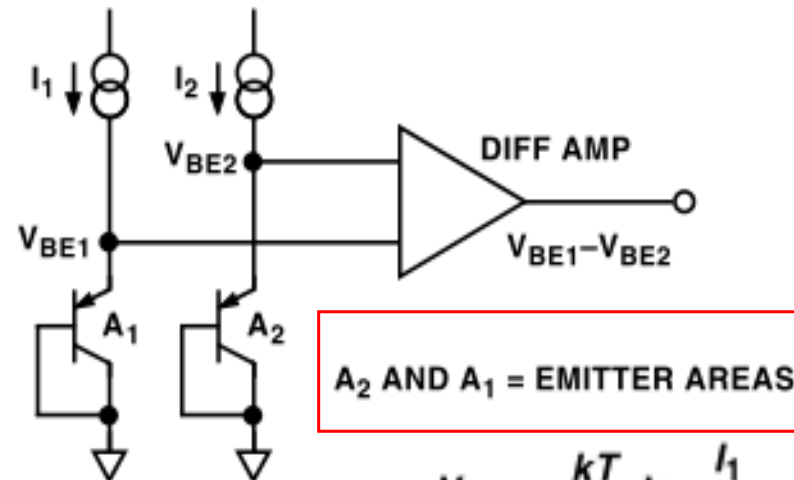 I1
I2
VBE2
DIFF AMP
VBE1
VBE1–VBE2
A1
A2
A2 AND A1 = EMITTER AREAS
kT
I1